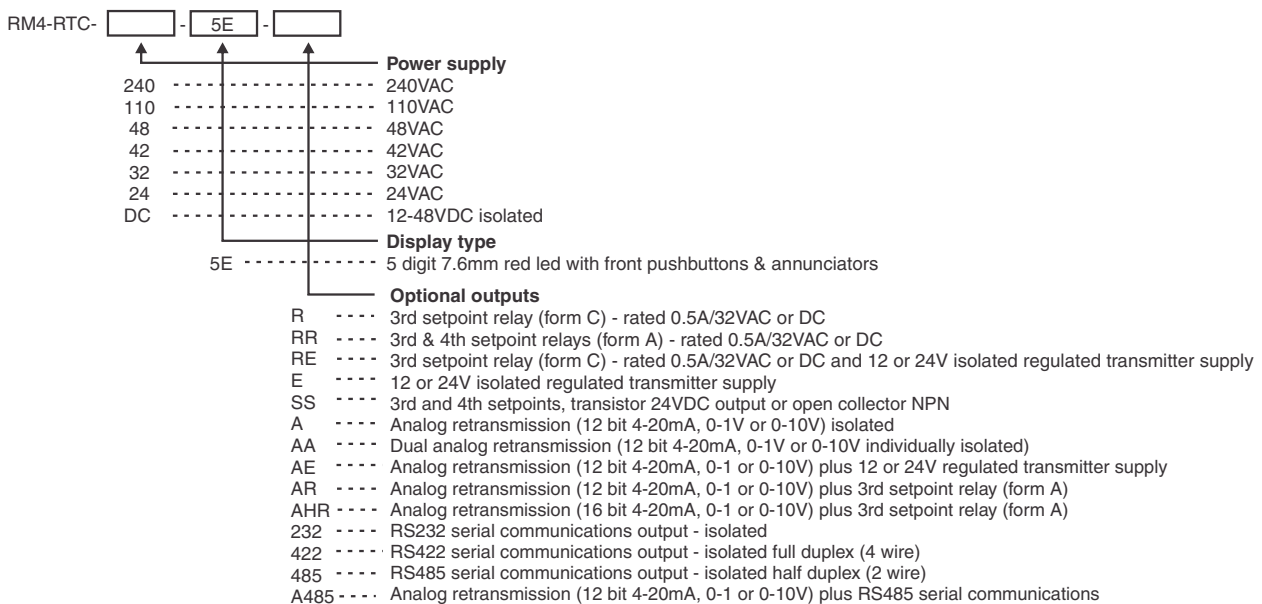 RM4-RTC- - 5E -
Power supply
240 240VAC
110 110VAC
48 48VAC
42 42VAC
32 32VAC
24 24VAC
DC 12-48VDC isolated
Display type
5E 5 digit 7.6mm red led with front pushbuttons & annunciators
Optional outputs
R 3rd setpoint relay (form C) - rated 0.5A/32VAC or DC
RR 3rd & 4th setpoint relays (form A) - rated 0.5A/32VAC or DC
RE 3rd setpoint relay (form C) - rated 0.5A/32VAC or DC and 12 or 24V isolated regulated transmitter supply
E 12 or 24V isolated regulated transmitter supply
SS 3rd and 4th setpoints, transistor 24VDC output or open collector NPN
A Analog retransmission (12 bit 4-20mA, 0-1V or 0-10V) isolated
AA Dual analog retransmission (12 bit 4-20mA, 0-1V or 0-10V individually isolated)
AE Analog retransmission (12 bit 4-20mA, 0-1 or 0-10V) plus 12 or 24V regulated transmitter supply
AR Analog retransmission (12 bit 4-20mA, 0-1 or 0-10V) plus 3rd setpoint relay (form A)
AHR Analog retransmission (16 bit 4-20mA, 0-1 or 0-10V) plus 3rd setpoint relay (form A)
232 RS232 serial communications output - isolated
422 RS422 serial communications output - isolated full duplex (4 wire)
485 RS485 serial communications output - isolated half duplex (2 wire)
A485 Analog retransmission (12 bit 4-20mA, 0-1 or 0-10V) plus RS485 serial communications